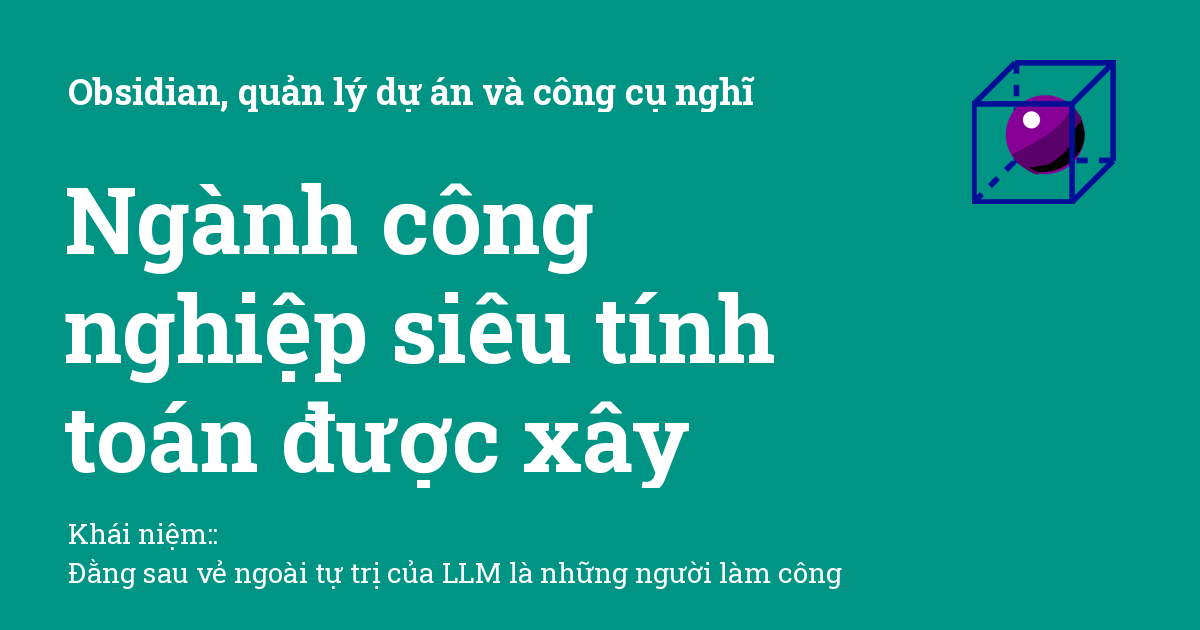 Obsidian, quản lý dự án và công cụ nghĩ
Ngành công
nghiệp siêu tính
toán được xây
Khái niệm::
Đằng sau vẻ ngoài tự trị của LLM là những người làm công